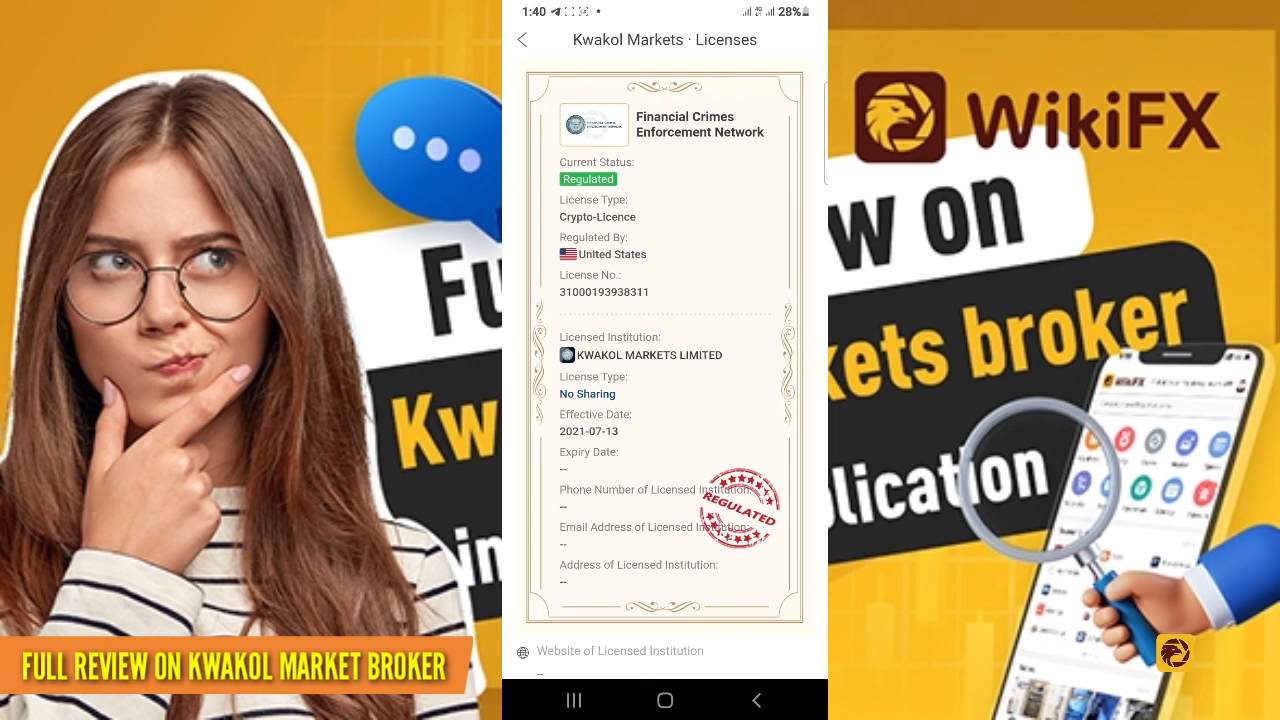 1:40
28%
Kwakol Markets · Licenses
Financial Crimes
Enforcement Network
Current Status:
Regulated
License Type:
Crypto-Licence
Regulated By:
United States
License No.:
31000193938311
Licensed Institution:
KWAKOL MARKETS LIMITED
License Type:
No Sharing
Effective Date:
2021-07-13
Expiry Date:
--
Phone Number of Licensed Institution:
--
Email Address of Licensed Institution:
--
Address of Licensed Institution:
--
REGULATED
Website of Licensed Institution
--
WikiFX
Fu
w on
Kw
kets broker
in
plication
WikiFX
FULL REVIEW ON KWAKOL MARKET BROKER